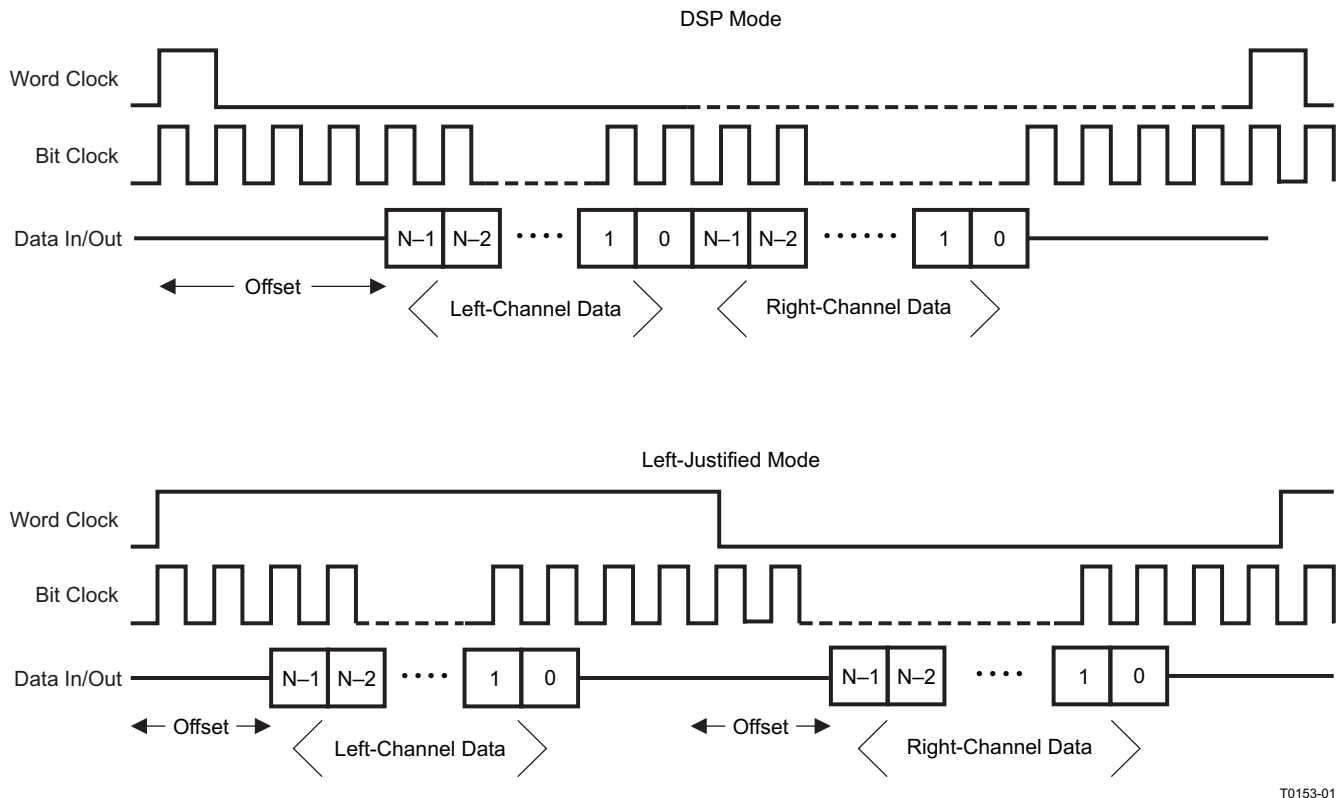 DSP Mode
Word Clock
Bit Clock
Data In/Out N–1 N–2 •••• 1 0 N–1 N–2 •••••• 1 0
Offset
Left-Channel Data Right-Channel Data
Left-Justified Mode
Word Clock
Bit Clock
Data In/Out N–1 N–2 •••• 1 0 N–1 N–2 •••• 1 0
Offset Offset
Left-Channel Data Right-Channel Data
T0153-01